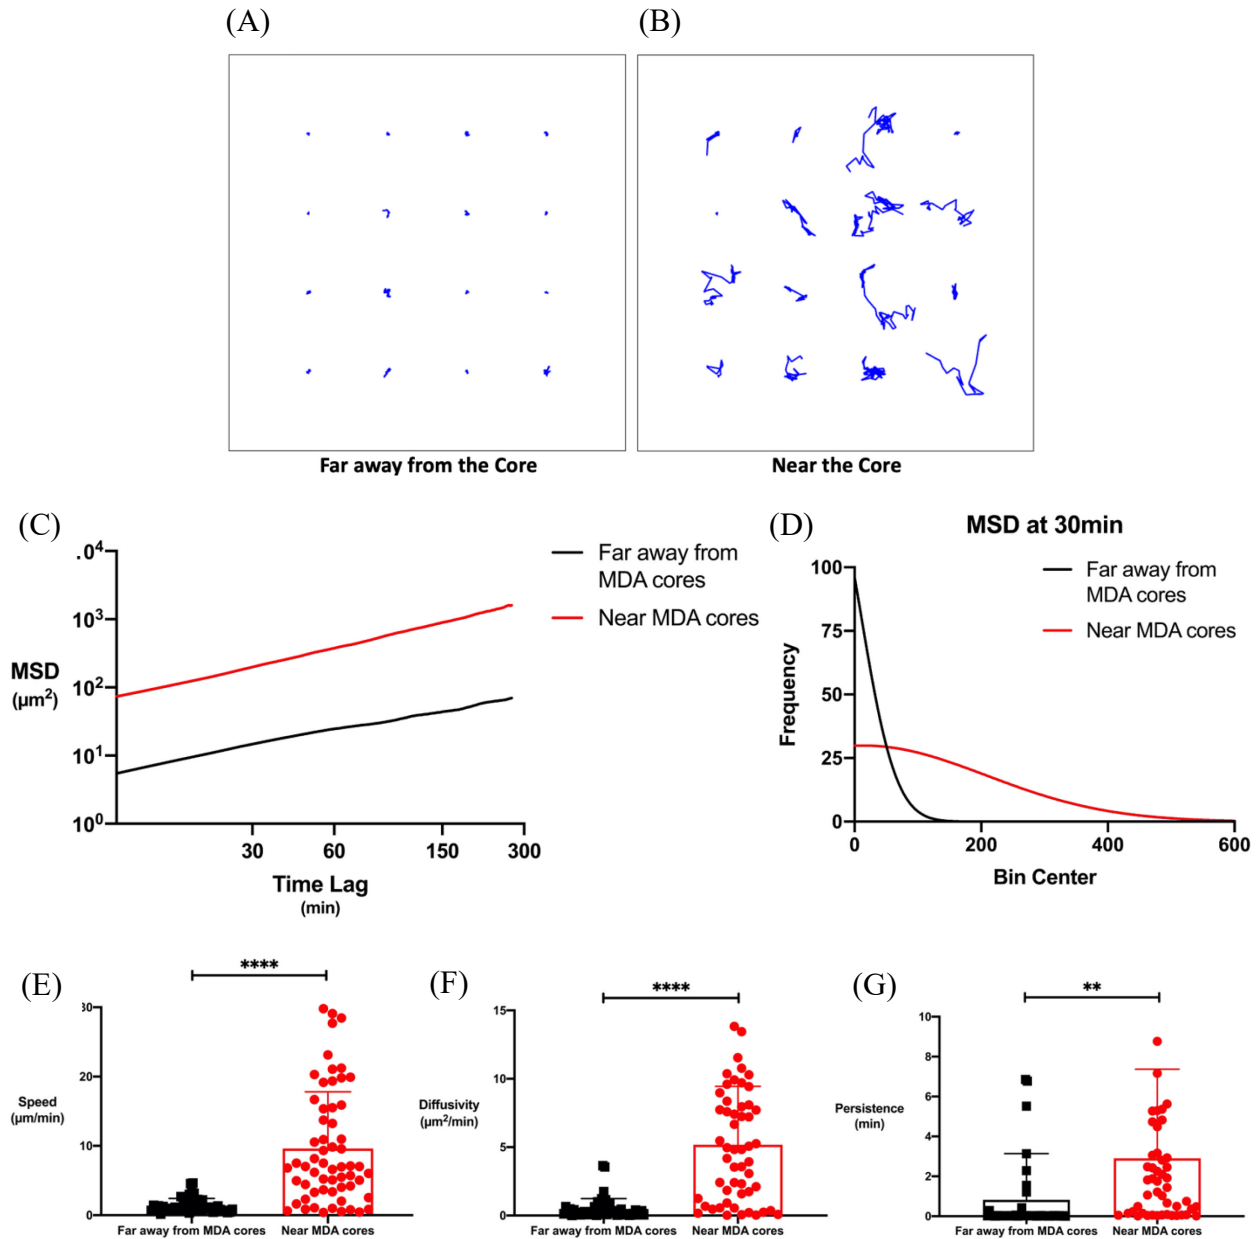 (A)
(B)
Far away from the Core
Near the Core
(C)
.0⁴
10³
10²
10¹
10⁰
MSD
(µm²)
30
60
150
300
Time Lag
(min)
Far away from
MDA cores
Near MDA cores
(D)
MSD at 30min
100
75
50
25
0
Frequency
0
200
400
600
Bin Center
Far away from
MDA cores
Near MDA cores
(E)
****
30
20
10
0
Speed
(µm/min)
Far away from MDA cores
Near MDA cores
(F)
****
15
10
5
0
Diffusivity
(µm²/min)
Far away from MDA cores
Near MDA cores
(G)
**
10
8
6
4
2
0
Persistence
(min)
Far away from MDA cores
Near MDA cores